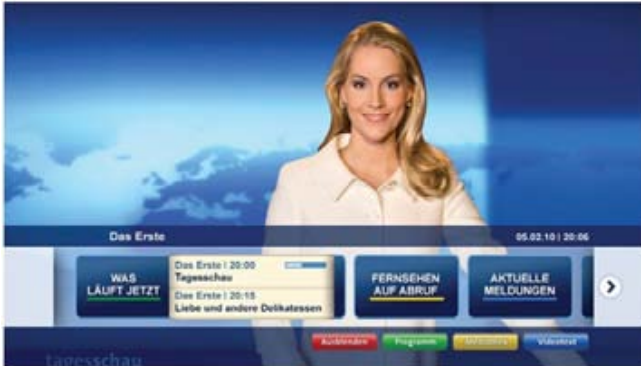 Das Erste
05.02.10 | 20:06
WAS
LÄUFT JETZT
Das Erste | 20:00
Tagesschau
Das Erste | 20:15
Liebe und andere Delikatessen
FERNSEHEN
AUF ABRUF
AKTUELLE
MELDUNGEN
Ausblenden
Programm
Mediathek
Videotext
tagesschau